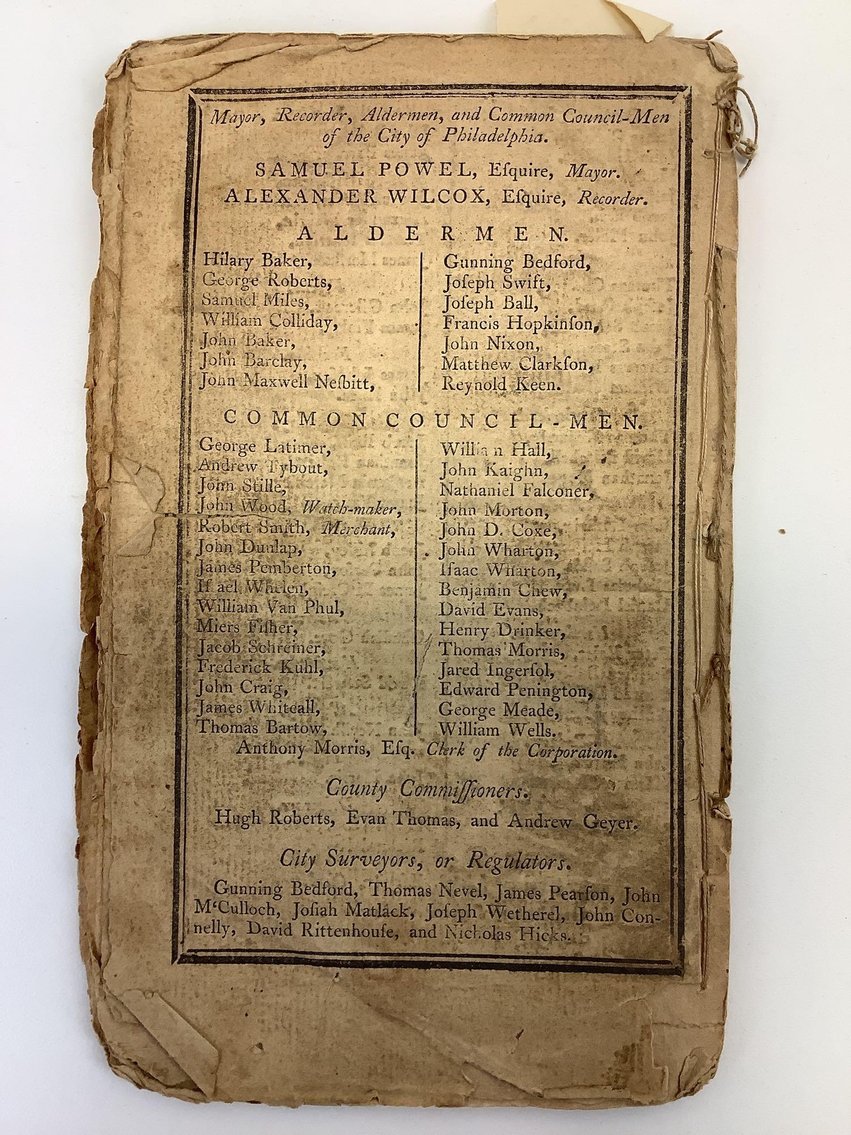 Mayor, Recorder, Aldermen, and Common Council-Men
of the City of Philadelphia.
SAMUEL POWEL, Eſquire, Mayor.
ALEXANDER WILCOX, Eſquire, Recorder.
ALDERMEN.
Hilary Baker,
George Roberts,
Samuel Miles,
William Colliday,
John Baker,
John Barclay,
John Maxwell Neſbitt,
Gunning Bedford,
Joſeph Swift,
Joſeph Ball,
Francis Hopkinſon,
John Nixon,
Matthew Clarkſon,
Reynold Keen.
COMMON COUNCIL-MEN.
George Latimer,
Andrew Tybout,
John Stille,
John Wood, Watch-maker,
Robert Smith, Merchant,
John Dunlap,
James Pemberton,
Iſrael Whelen,
William Van Phul,
Miers Fiſher,
Jacob Schreiner,
Frederick Kuhl,
John Craig,
James Whiteall,
Thomas Bartow,
William Hall,
John Kaighn,
Nathaniel Falconer,
John Morton,
John D. Coxe,
John Wharton,
Iſaac Wharton,
Benjamin Chew,
David Evans,
Henry Drinker,
Thomas Morris,
Jared Ingerſol,
Edward Penington,
George Meade,
William Wells.
Anthony Morris, Eſq. Clerk of the Corporation.
County Commiſſioners.
Hugh Roberts, Evan Thomas, and Andrew Geyer.
City Surveyors, or Regulators.
Gunning Bedford, Thomas Nevel, James Pearſon, John
M‘Culloch, Joſiah Matlack, Joſeph Wetherel, John Con-
nelly, David Rittenhouſe, and Nicholas Hicks.